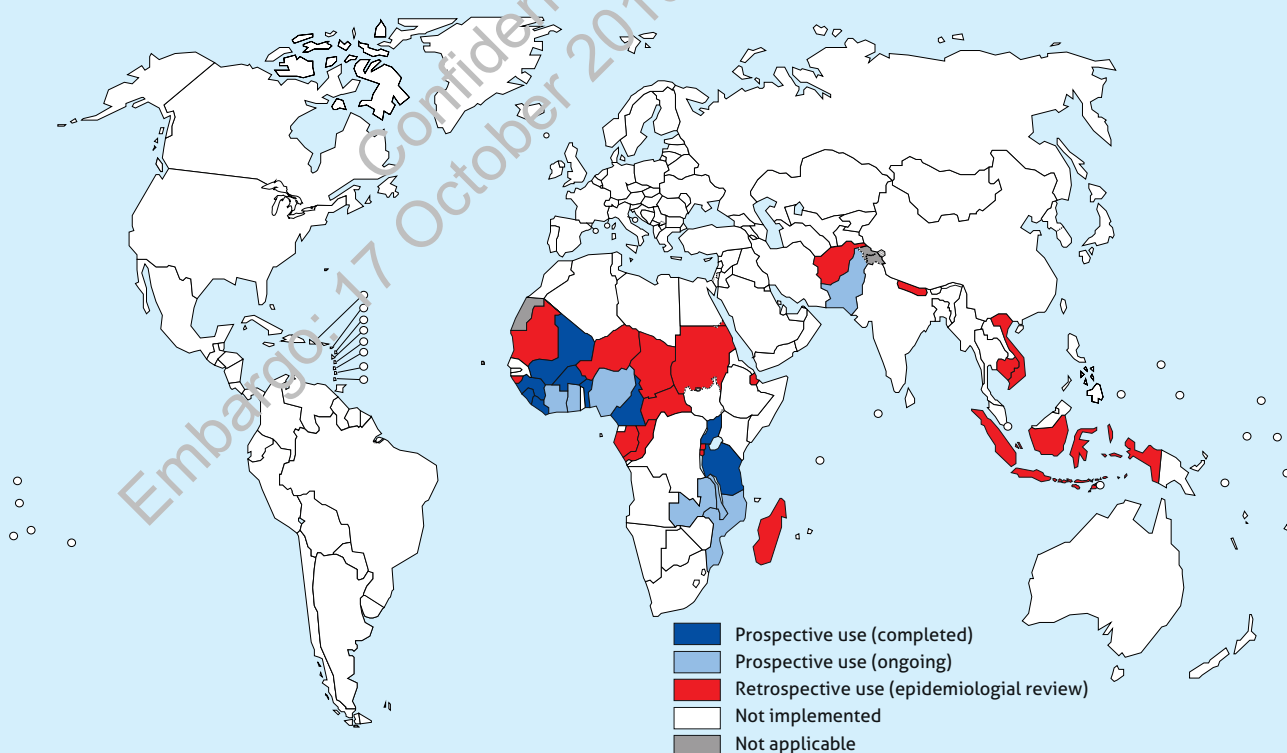 Confiden
Embargo: 17 October 201
Prospective use (completed)
Prospective use (ongoing)
Retrospective use (epidemiologial review)
Not implemented
Not applicable